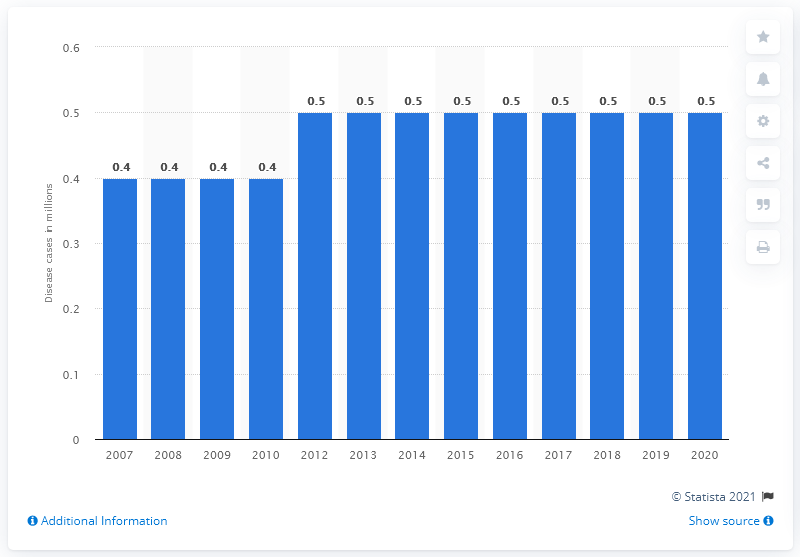 0.6
0.5
0.4
0.3
0.2
0.1
0
Disease cases in millions
0.4 0.4 0.4 0.4 0.5 0.5 0.5 0.5 0.5 0.5 0.5 0.5 0.5
2007 2008 2009 2010 2012 2013 2014 2015 2016 2017 2018 2019 2020
© Statista 2021
Additional Information
Show source